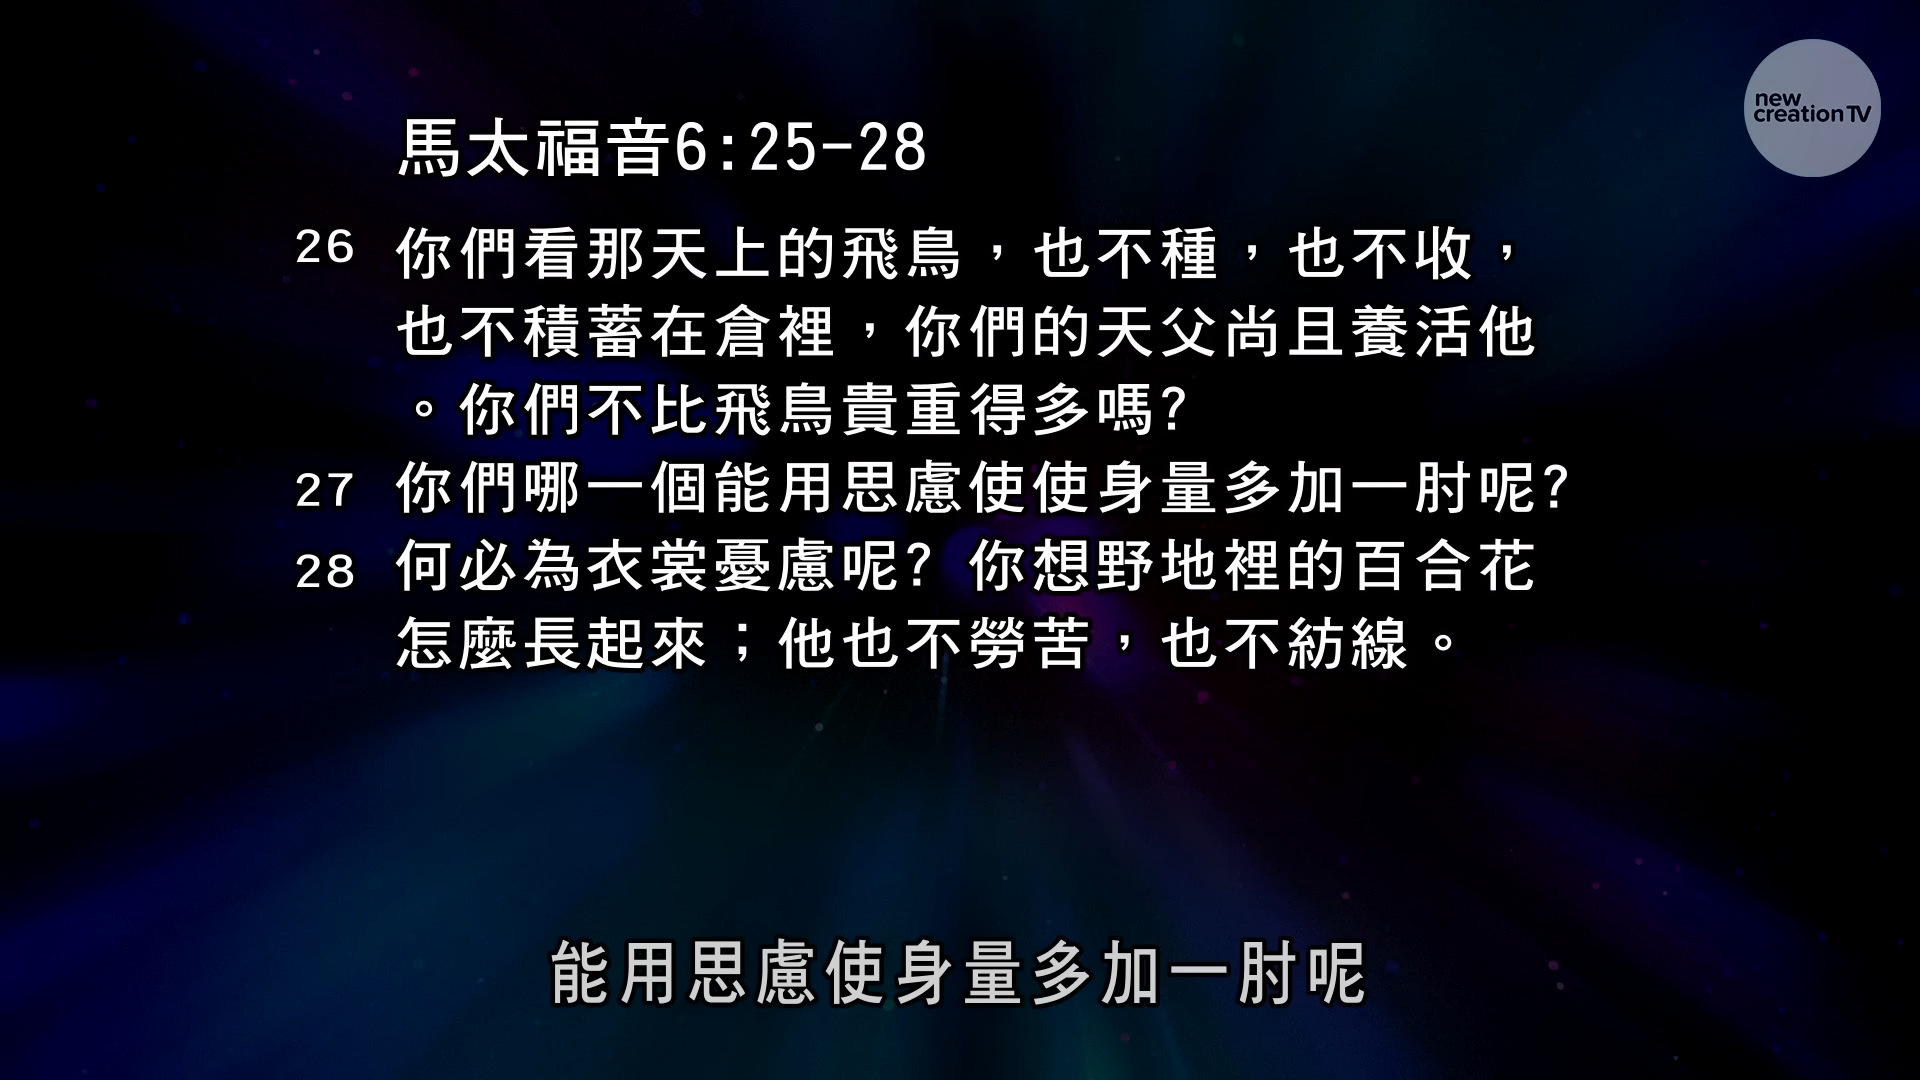 new
creation TV
馬太福音6:25-28
26 你們看那天上的飛鳥，也不種，也不收，
也不積蓄在倉裡，你們的天父尚且養活他
。你們不比飛鳥貴重得多嗎?
27 你們哪一個能用思慮使使身量多加一肘呢?
28 何必為衣裳憂慮呢? 你想野地裡的百合花
怎麼長起來；他也不勞苦，也不紡線。
能用思慮使身量多加一肘呢